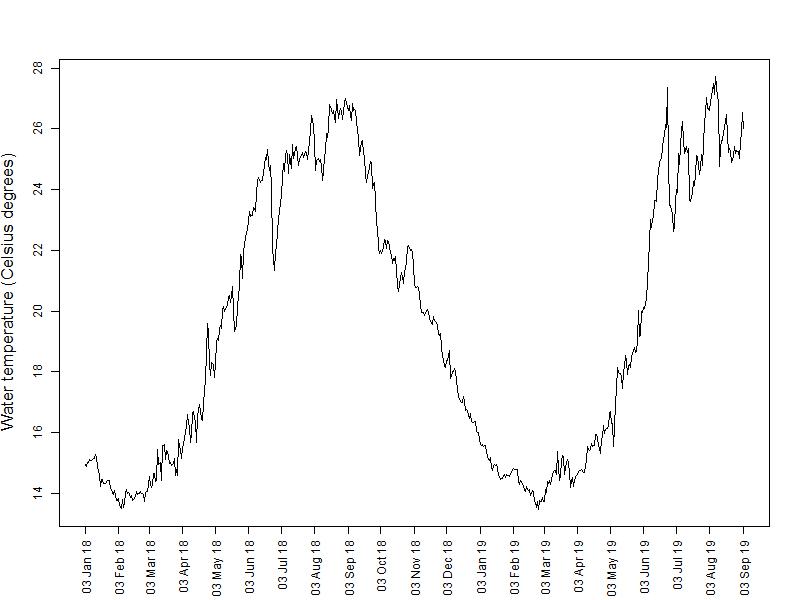 Water temperature (Celsius degrees)
28
26
24
22
20
18
16
14
03 Jan 18
03 Feb 18
03 Mar 18
03 Apr 18
03 May 18
03 Jun 18
03 Jul 18
03 Aug 18
03 Sep 18
03 Oct 18
03 Nov 18
03 Dec 18
03 Jan 19
03 Feb 19
03 Mar 19
03 Apr 19
03 May 19
03 Jun 19
03 Jul 19
03 Aug 19
03 Sep 19